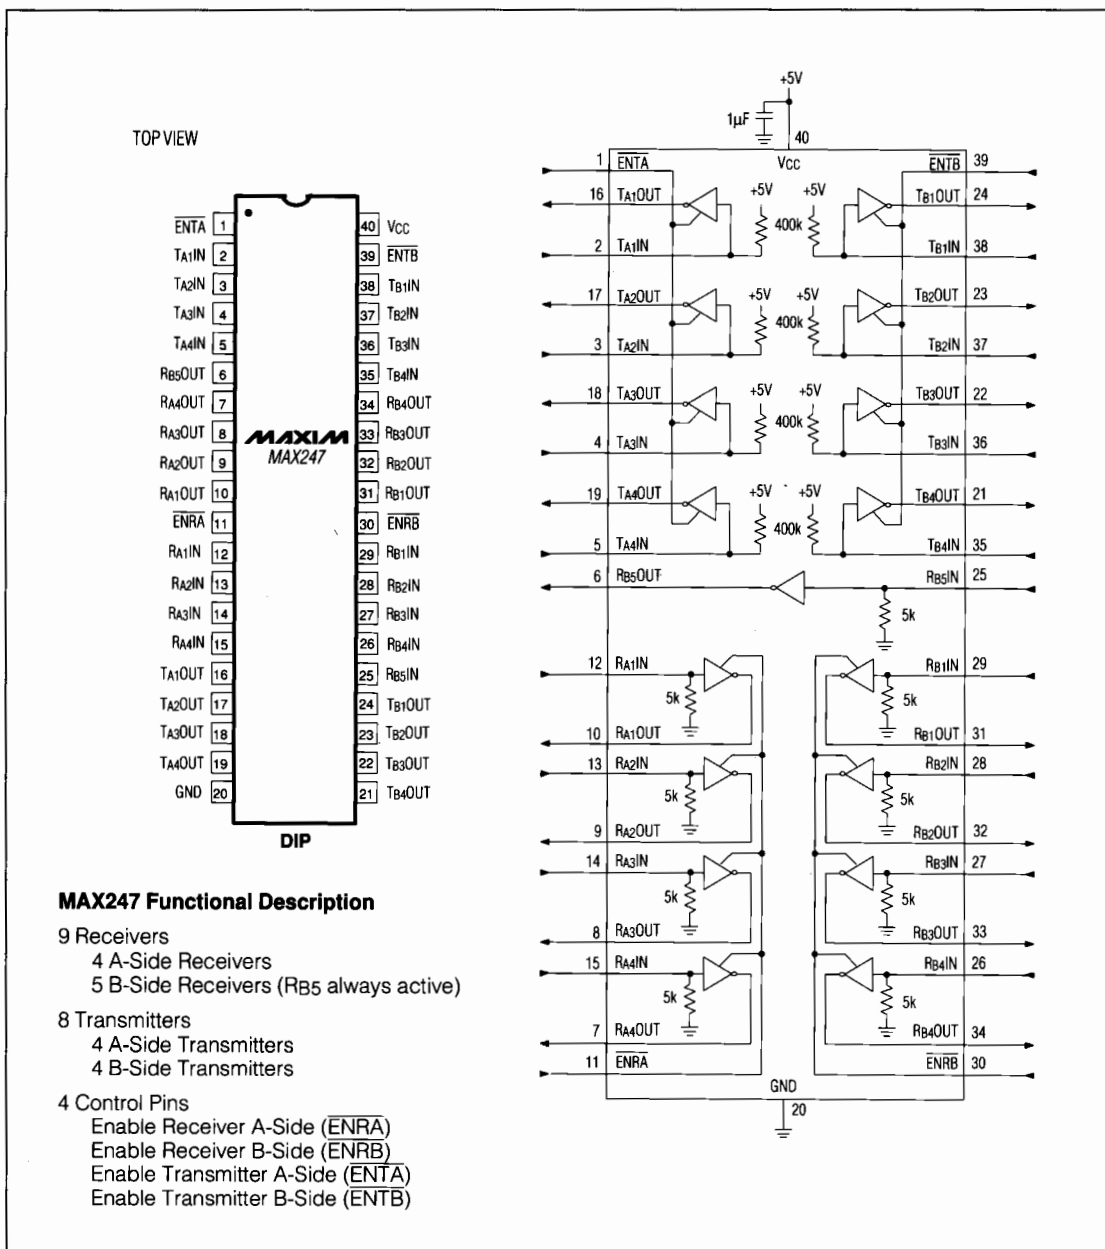 TOP VIEW
ENTA 1
TA1IN 2
TA2IN 3
TA3IN 4
TA4IN 5
RB5OUT 6
RA4OUT 7
RA3OUT 8
RA2OUT 9
RA1OUT 10
ENRA 11
RA1IN 12
RA2IN 13
RA3IN 14
RA4IN 15
TA1OUT 16
TA2OUT 17
TA3OUT 18
TA4OUT 19
GND 20
MAXIM
MAX247
40 VCC
39 ENTB
38 TB1IN
37 TB2IN
36 TB3IN
35 TB4IN
34 RB4OUT
33 RB3OUT
32 RB2OUT
31 RB1OUT
30 ENRB
29 RB1IN
28 RB2IN
27 RB3IN
26 RB4IN
25 RB5IN
24 TB1OUT
23 TB2OUT
22 TB3OUT
21 TB4OUT
DIP
MAX247 Functional Description
9 Receivers
4 A-Side Receivers
5 B-Side Receivers (RB5 always active)
8 Transmitters
4 A-Side Transmitters
4 B-Side Transmitters
4 Control Pins
Enable Receiver A-Side (ENRA)
Enable Receiver B-Side (ENRB)
Enable Transmitter A-Side (ENTA)
Enable Transmitter B-Side (ENTB)
+5V
1µF
40
1 ENTA VCC ENTB 39
16 TA1OUT +5V +5V TB1OUT 24
400k
2 TA1IN TB1IN 38
17 TA2OUT +5V +5V TB2OUT 23
400k
3 TA2IN TB2IN 37
18 TA3OUT +5V +5V TB3OUT 22
400k
4 TA3IN TB3IN 36
19 TA4OUT +5V +5V TB4OUT 21
400k
5 TA4IN TB4IN 35
6 RB5OUT RB5IN 25
5k
12 RA1IN RB1IN 29
5k 5k
10 RA1OUT RB1OUT 31
13 RA2IN RB2IN 28
5k 5k
9 RA2OUT RB2OUT 32
14 RA3IN RB3IN 27
5k 5k
8 RA3OUT RB3OUT 33
15 RA4IN RB4IN 26
5k 5k
7 RA4OUT RB4OUT 34
11 ENRA ENRB 30
GND
20